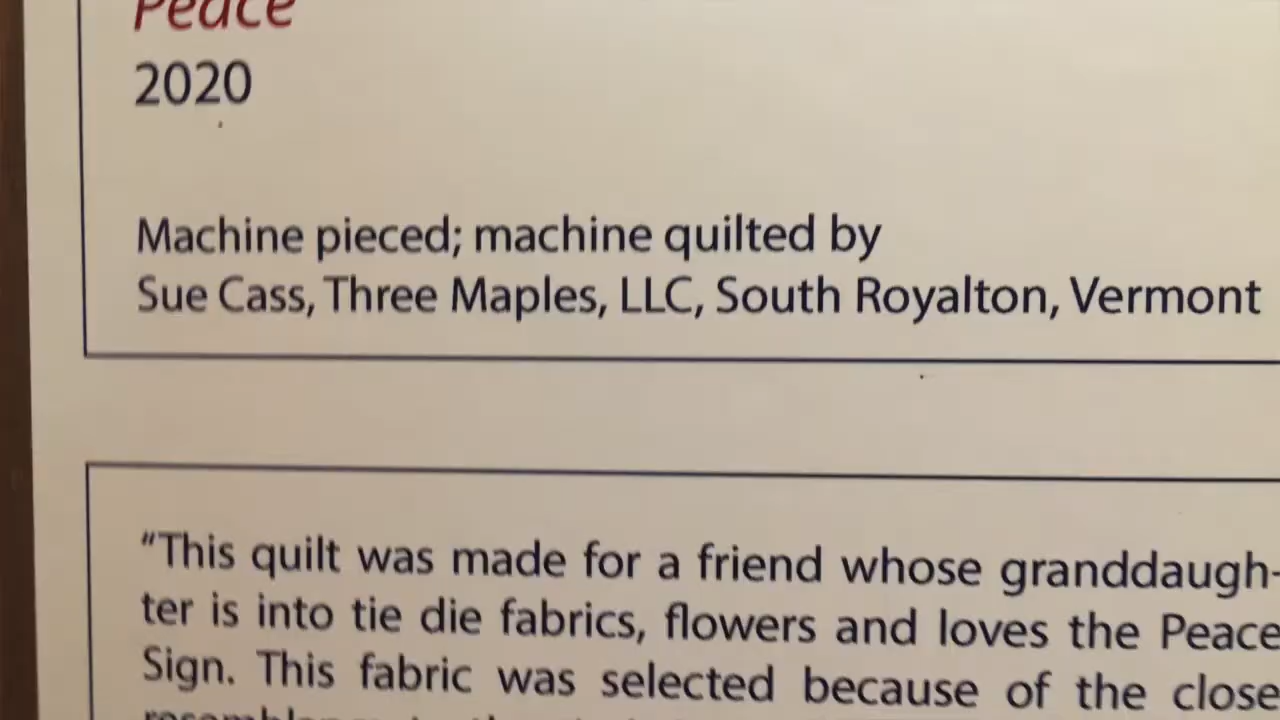 Peace
2020
Machine pieced; machine quilted by
Sue Cass, Three Maples, LLC, South Royalton, Vermont
“This quilt was made for a friend whose granddaugh-
ter is into tie die fabrics, flowers and loves the Peace
Sign. This fabric was selected because of the close